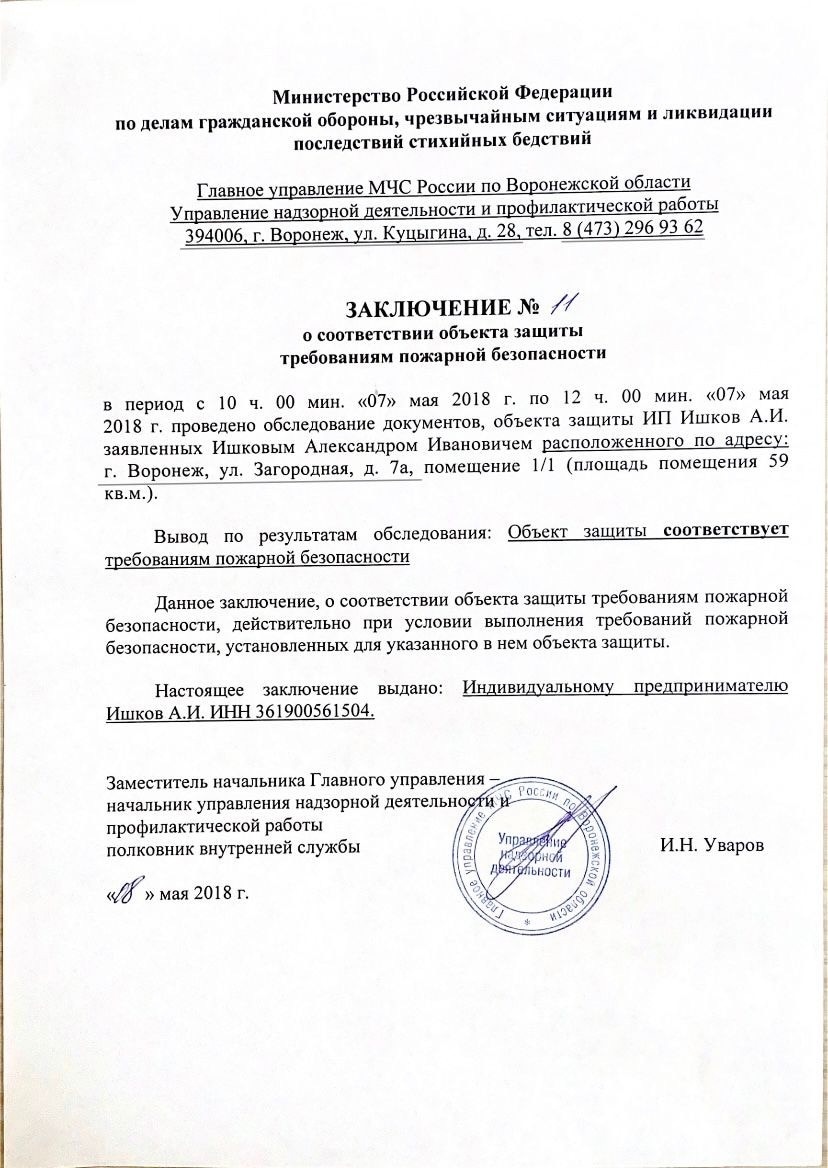 Министерство Российской Федерации
по делам гражданской обороны, чрезвычайным ситуациям и ликвидации
последствий стихийных бедствий
Главное управление МЧС России по Воронежской области
Управление надзорной деятельности и профилактической работы
394006, г. Воронеж, ул. Куцыгина, д. 28, тел. 8 (473) 296 93 62
ЗАКЛЮЧЕНИЕ № 11
о соответствии объекта защиты
требованиям пожарной безопасности
в период с 10 ч. 00 мин. «07» мая 2018 г. по 12 ч. 00 мин. «07» мая
2018 г. проведено обследование документов, объекта защиты ИП Ишков А.И.
заявленных Ишковым Александром Ивановичем расположенного по адресу:
г. Воронеж, ул. Загородная, д. 7а, помещение 1/1 (площадь помещения 59
кв.м.).
Вывод по результатам обследования: Объект защиты соответствует
требованиям пожарной безопасности
Данное заключение, о соответствии объекта защиты требованиям пожарной
безопасности, действительно при условии выполнения требований пожарной
безопасности, установленных для указанного в нем объекта защиты.
Настоящее заключение выдано: Индивидуальному предпринимателю
Ишков А.И. ИНН 361900561504.
Заместитель начальника Главного управления –
начальник управления надзорной деятельности и
профилактической работы
полковник внутренней службы
И.Н. Уваров
«08» мая 2018 г.
Главное управление МЧС России по Воронежской области *
Управление
надзорной
деятельности